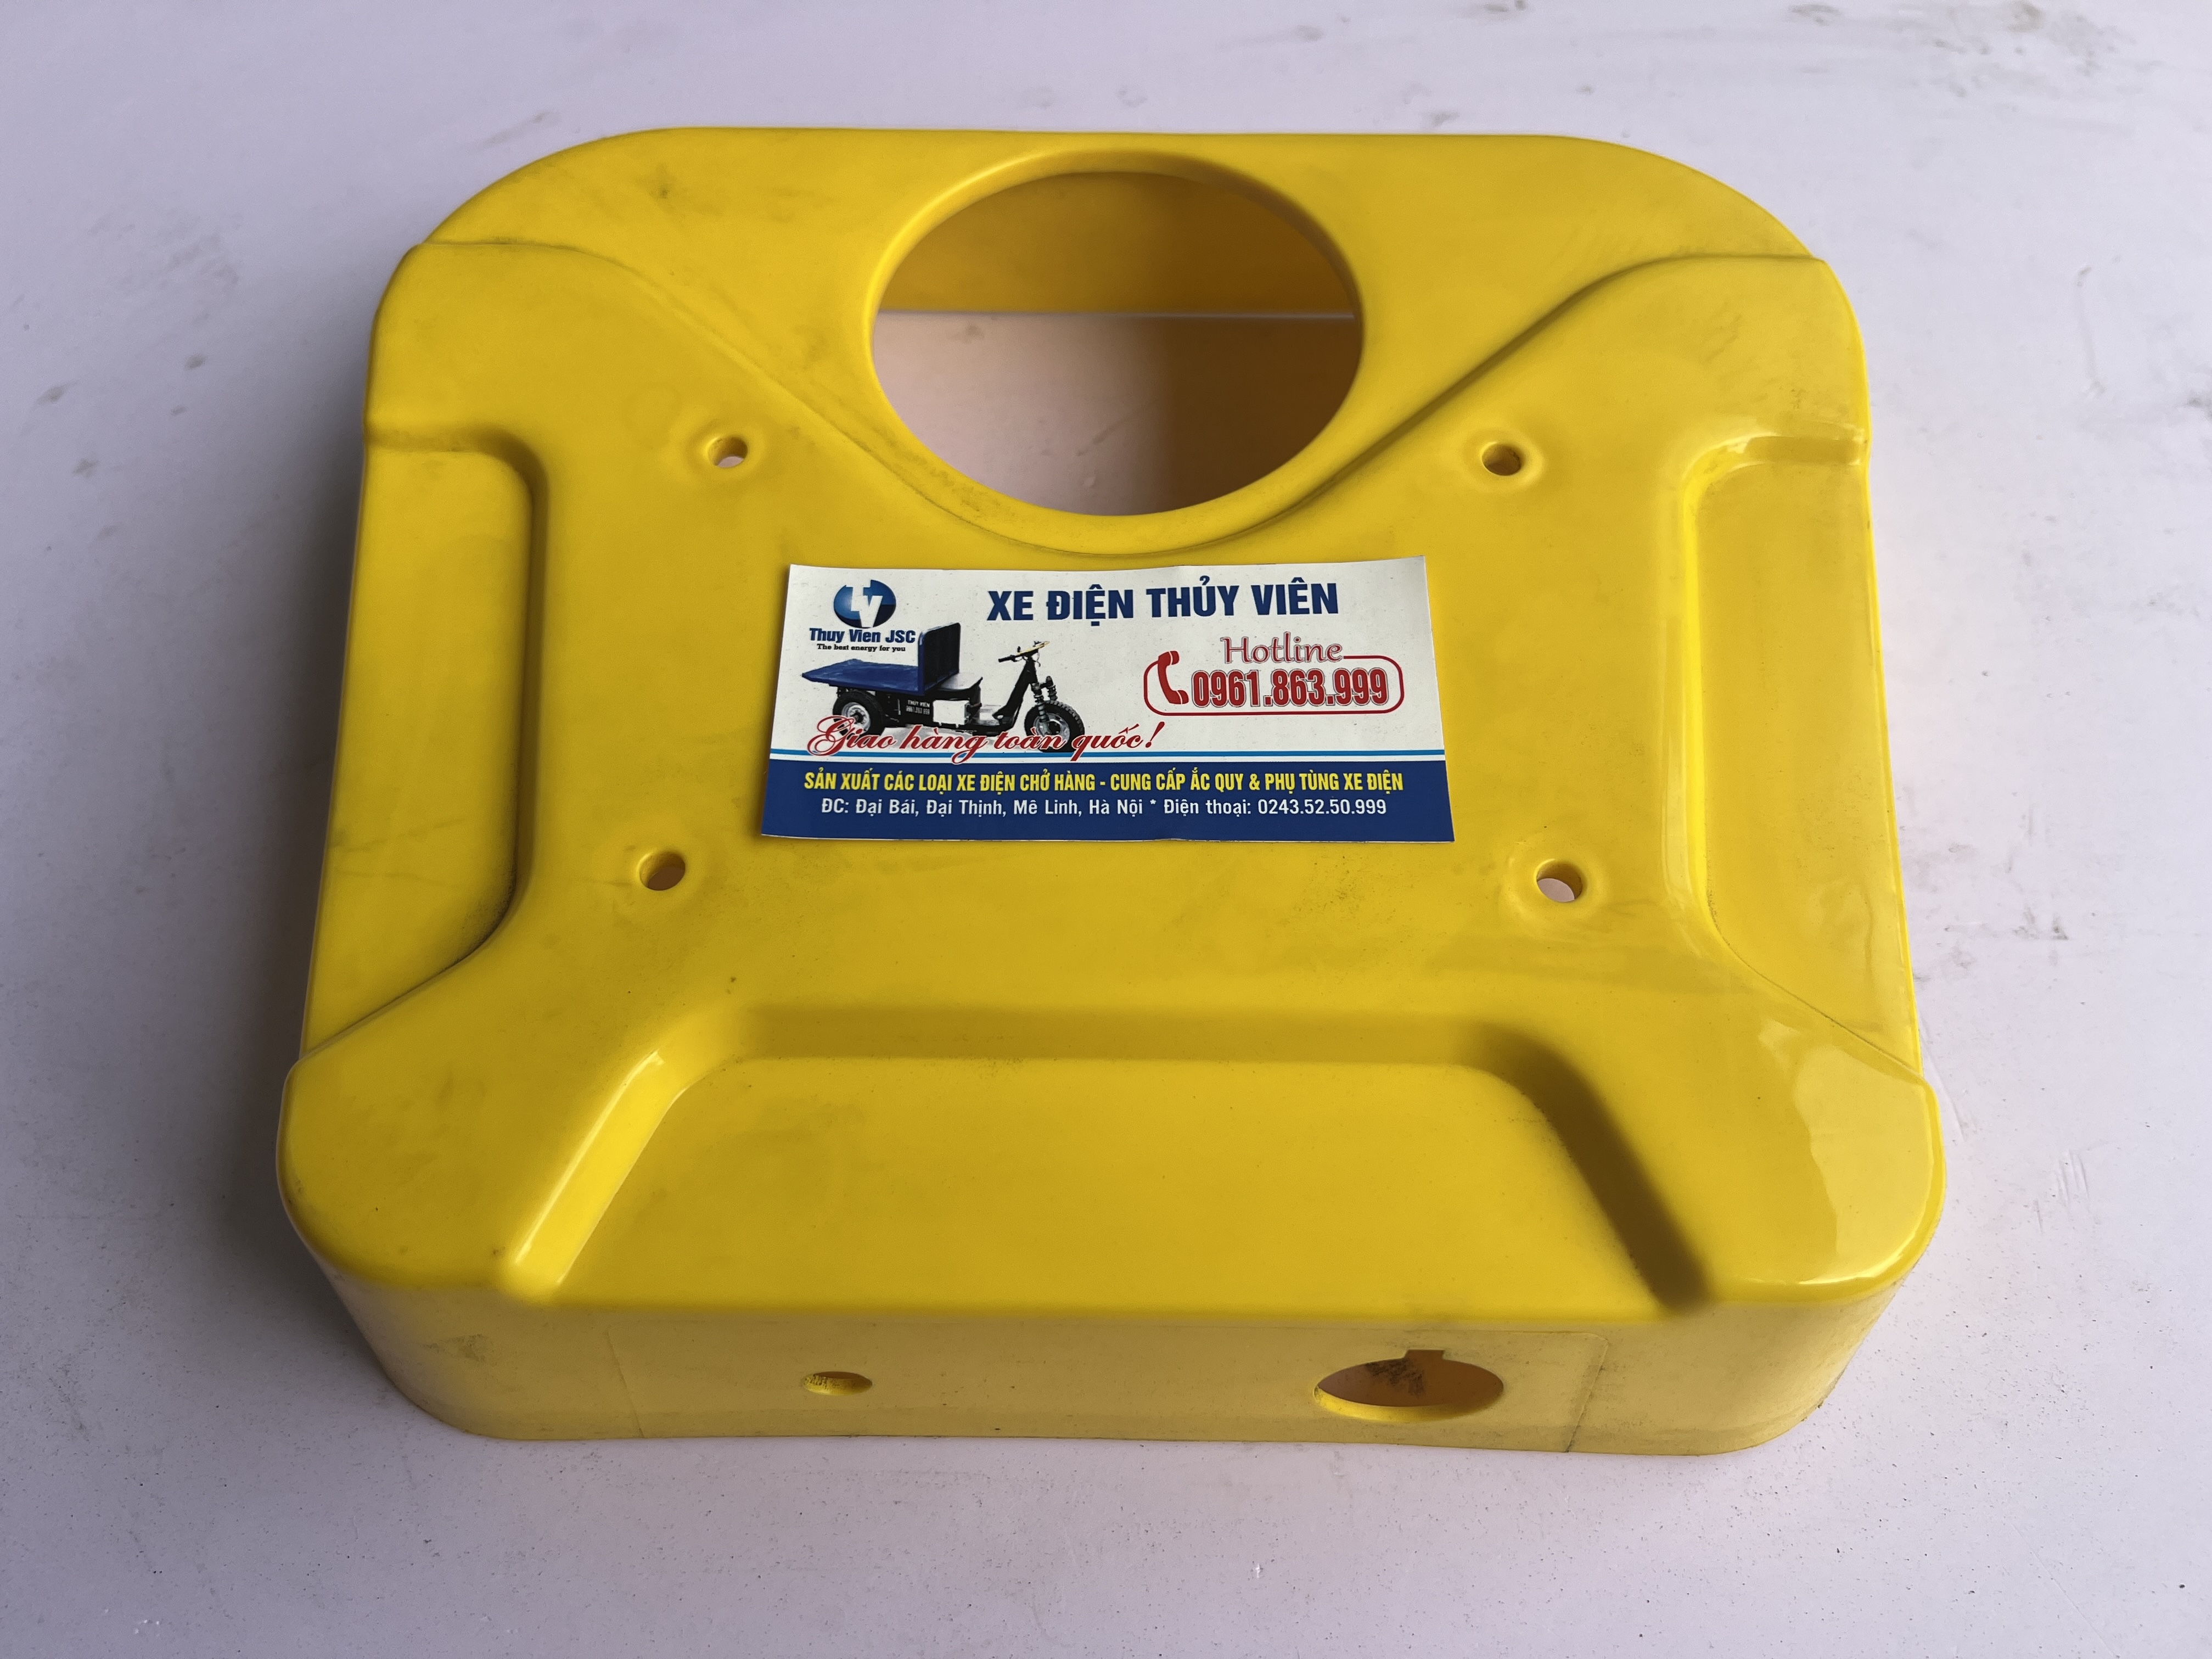 XE ĐIỆN THỦY VIÊN
Thuy Vien JSC
The best energy for you
Hotline
0961.863.999
THUY VIEN
Giao hàng toàn quốc!
SẢN XUẤT CÁC LOẠI XE ĐIỆN CHỞ HÀNG - CUNG CẤP ẮC QUY & PHỤ TÙNG XE ĐIỆN
ĐC: Đại Bái, Đại Thịnh, Mê Linh, Hà Nội * Điện thoại: 0243.52.50.999